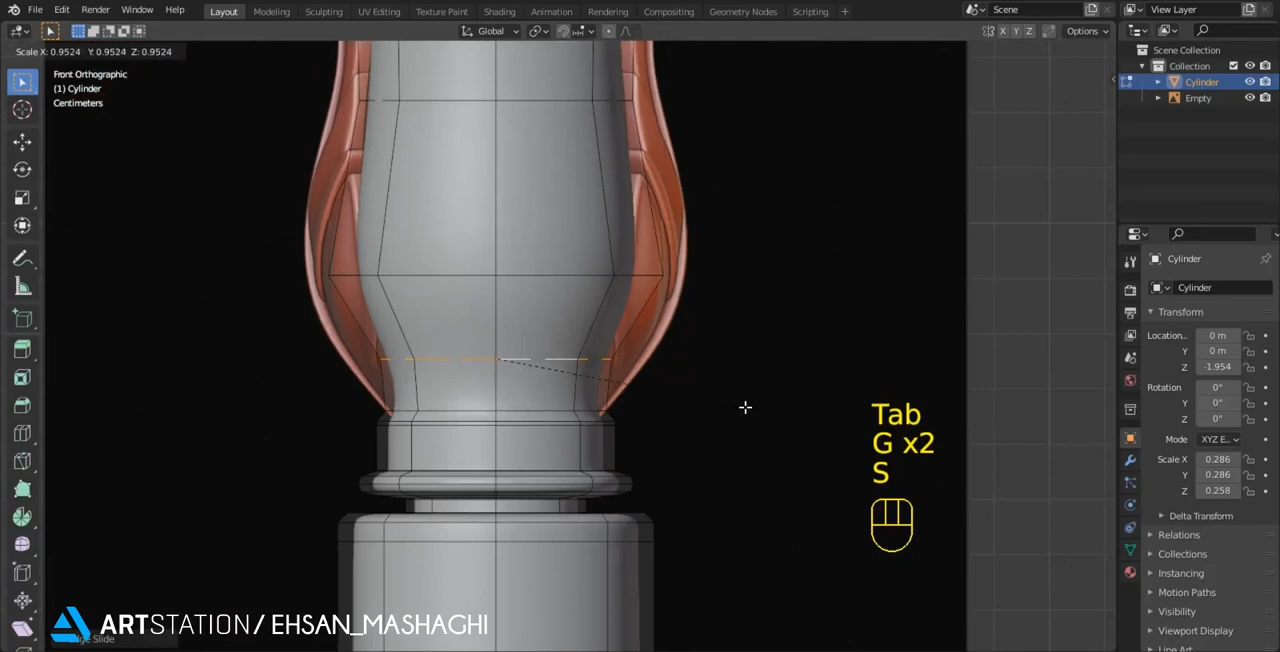 File Edit Render Window Help Layout Modeling Sculpting UV Editing Texture Paint Shading Animation Rendering Compositing Geometry Nodes Scripting + Scene View Layer
Global X Y Z Options
Scale X: 0.9524 Y: 0.9524 Z: 0.9524
Front Orthographic
(1) Cylinder
Centimeters
Scene Collection
Collection
Cylinder
Empty
Cylinder
Cylinder
Transform
Location... 0 m
Y 0 m
Z -1.954
Rotation 0°
Y 0°
Z 0°
Mode XYZ E...
Scale X 0.286
Y 0.286
Z 0.258
Delta Transform
Relations
Collections
Instancing
Motion Paths
Visibility
Viewport Display
Line Art
Tab
G x2
S
ARTSTATION / EHSAN_MASHAGHI
Edge Slide